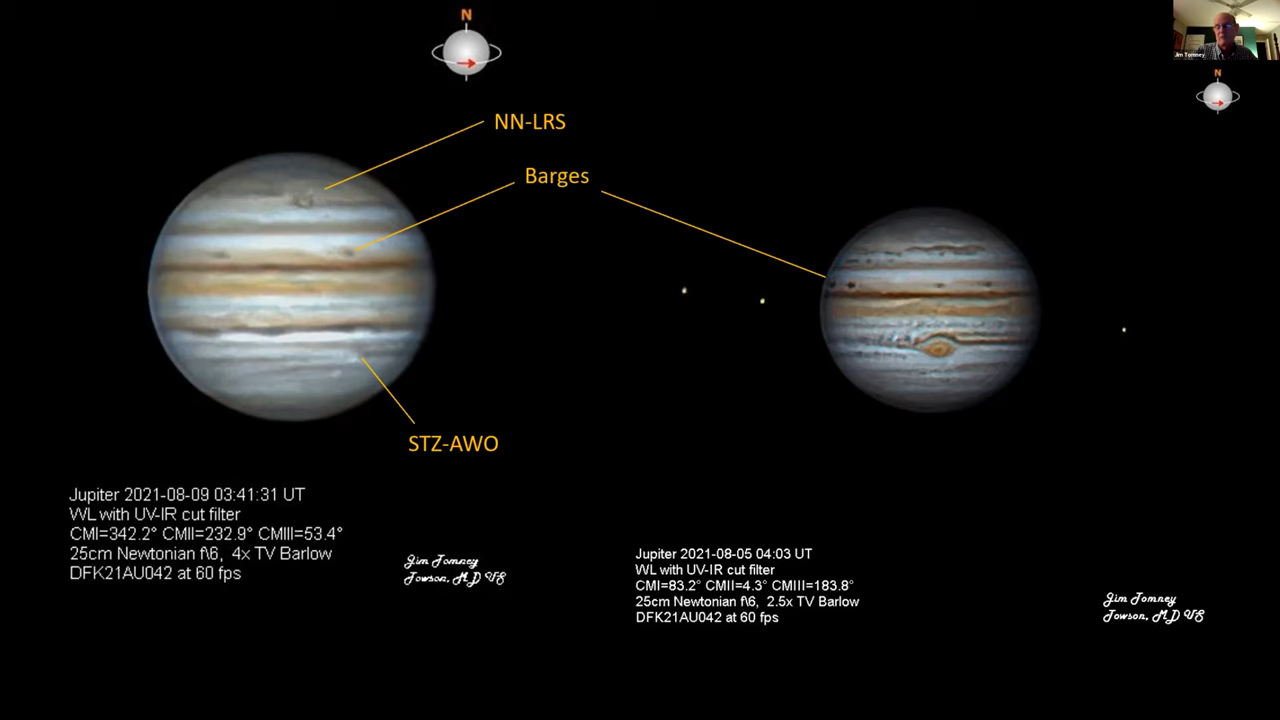 N
Jim Tomney
N
NN-LRS
Barges
STZ-AWO
Jupiter 2021-08-09 03:41:31 UT
WL with UV-IR cut filter
CMI=342.2° CMII=232.9° CMIII=53.4°
25cm Newtonian f\6, 4x TV Barlow
DFK21AU042 at 60 fps
Jim Tomney
Towson, MD US
Jupiter 2021-08-05 04:03 UT
WL with UV-IR cut filter
CMI=83.2° CMII=4.3° CMIII=183.8°
25cm Newtonian f\6, 2.5x TV Barlow
DFK21AU042 at 60 fps
Jim Tomney
Towson, MD US